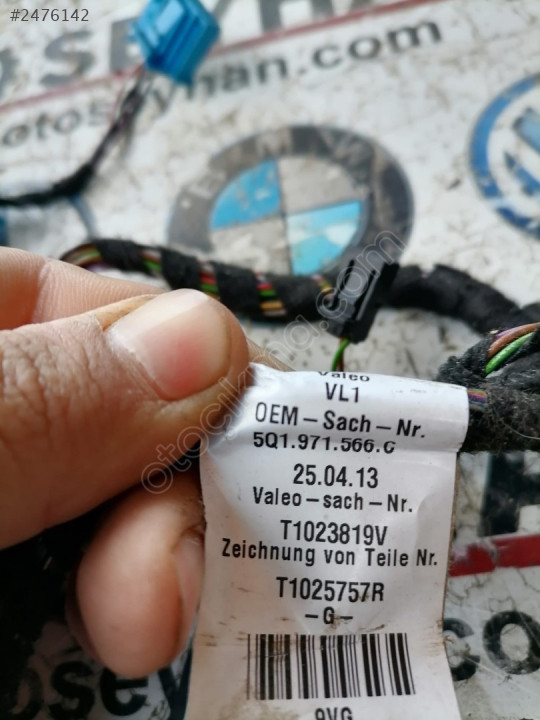 #2476142
Valeo
VL1
OEM-Sach-Nr.
5Q1.971.566.C
25.04.13
Valeo-sach-Nr.
T1023819V
Zeichnung von Teile Nr.
T1025757R
-G-
9VG